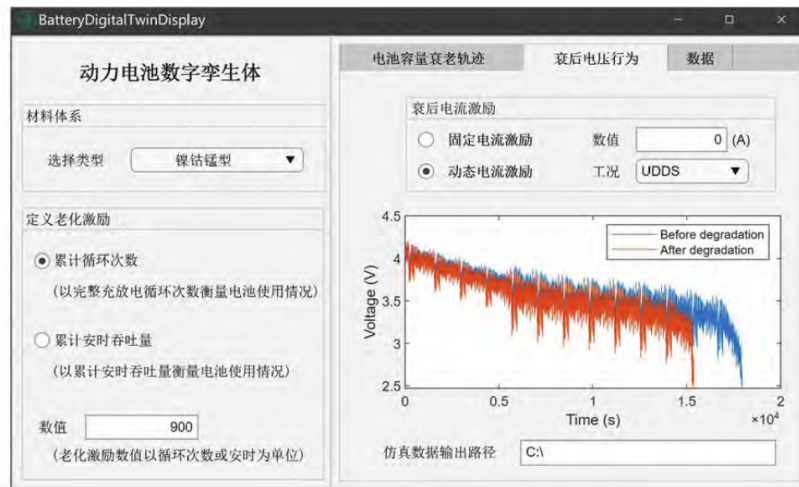 BatteryDigitalTwinDisplay
动力电池数字孪生体
材料体系
选择类型 镍钴锰型
定义老化激励
累计循环次数
(以完整充放电循环次数衡量电池使用情况)
累计安时吞吐量
(以累计安时吞吐量衡量电池使用情况)
数值 900
(老化激励数值以循环次数或安时为单位)
电池容量衰老轨迹 衰后电压行为 数据
衰后电流激励
固定电流激励 数值 0 (A)
动态电流激励 工况 UDDS
4.5
4
3.5
3
2.5
Voltage (V)
Before degradation
After degradation
0 0.5 1 1.5 2
Time (s) ×10⁴
仿真数据输出路径 C:\